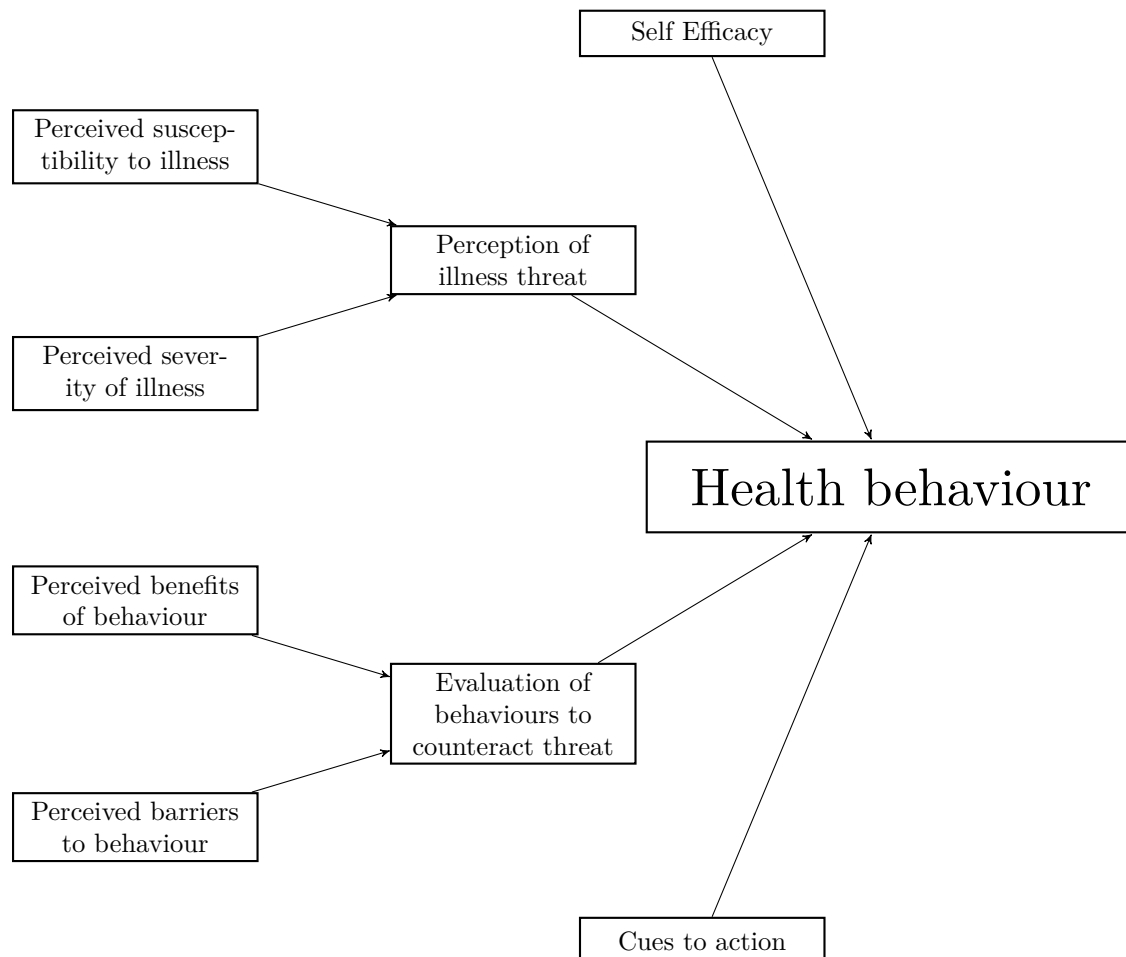 Self Efficacy
Perceived suscep-
tibility to illness
Perception of
illness threat
Perceived sever-
ity of illness
Health behaviour
Perceived benefits
of behaviour
Evaluation of
behaviours to
counteract threat
Perceived barriers
to behaviour
Cues to action